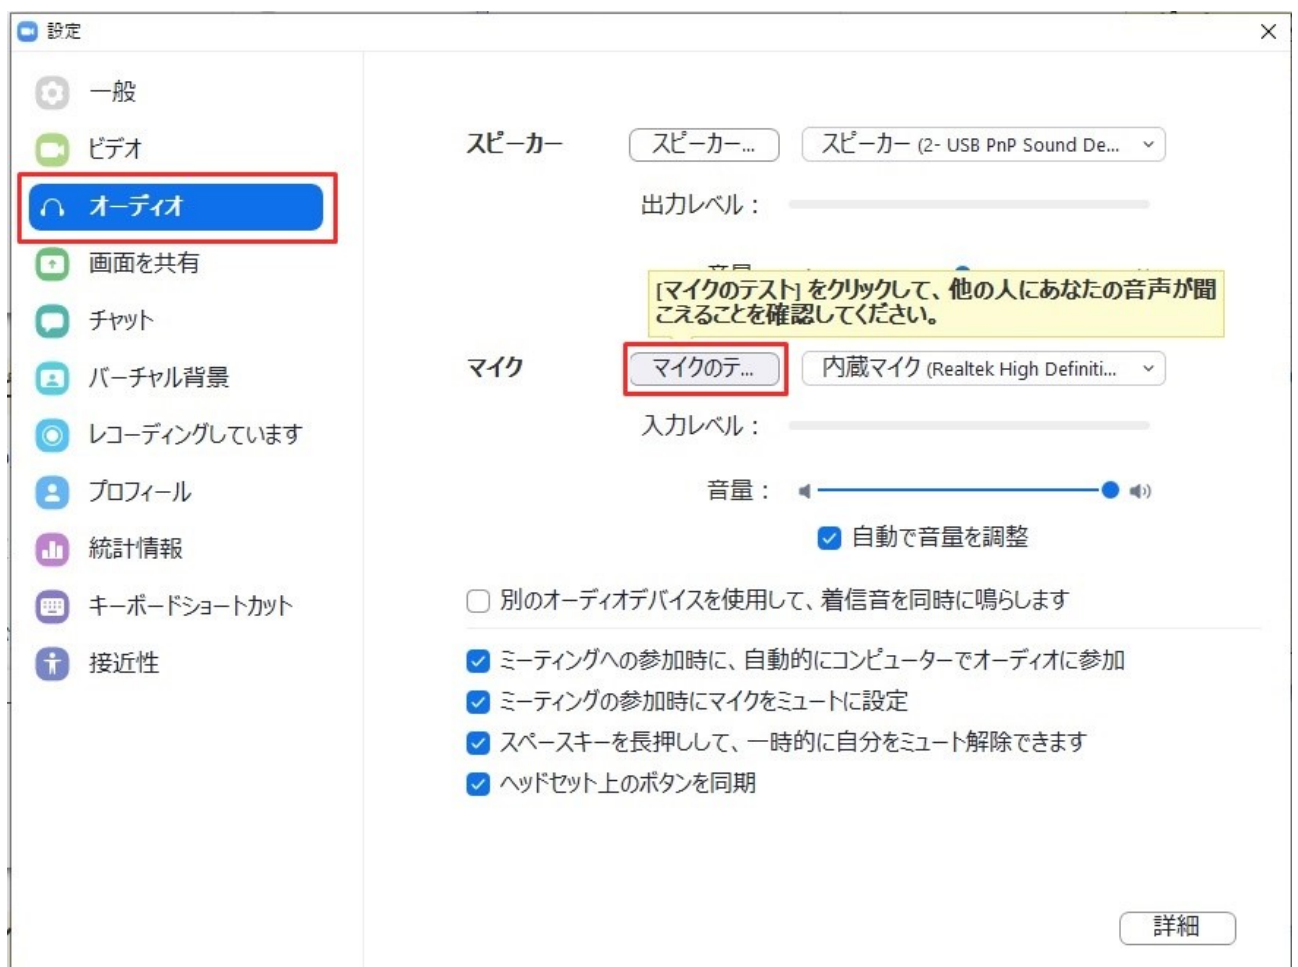 設定
一般
ビデオ
オーディオ
画面を共有
チャット
バーチャル背景
レコーディングしています
プロフィール
統計情報
キーボードショートカット
接近性
スピーカー スピーカー... スピーカー (2- USB PnP Sound De...
出力レベル：
[マイクのテスト] をクリックして、他の人にあなたの音声が聞
こえることを確認してください。
マイク マイクのテ... 内蔵マイク (Realtek High Definiti...
入力レベル：
音量：
自動で音量を調整
別のオーディオデバイスを使用して、着信音を同時に鳴らします
ミーティングへの参加時に、自動的にコンピューターでオーディオに参加
ミーティングの参加時にマイクをミュートに設定
スペースキーを長押しして、一時的に自分をミュート解除できます
ヘッドセット上のボタンを同期
詳細